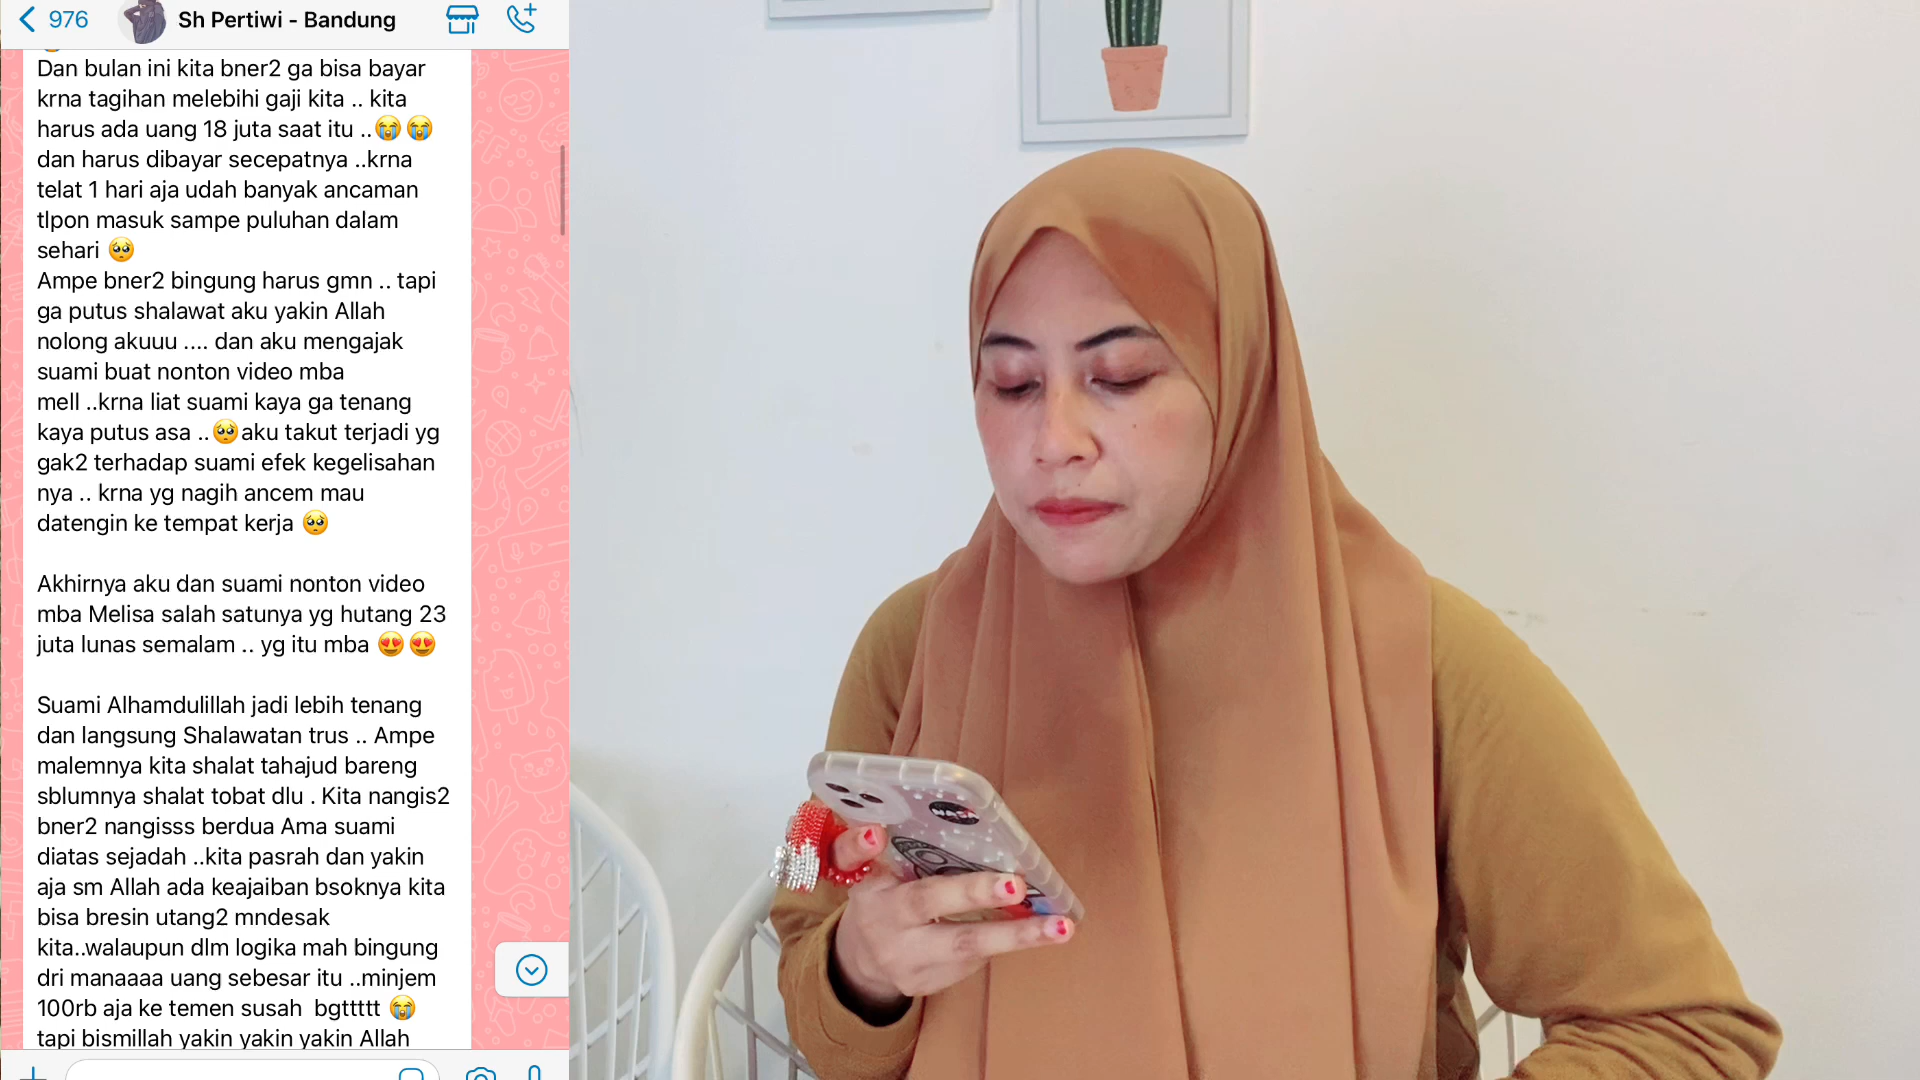 976
Sh Pertiwi - Bandung
Dan bulan ini kita bner2 ga bisa bayar
krna tagihan melebihi gaji kita .. kita
harus ada uang 18 juta saat itu ..😭😭
dan harus dibayar secepatnya ..krna
telat 1 hari aja udah banyak ancaman
tlpon masuk sampe puluhan dalam
sehari 🥺
Ampe bner2 bingung harus gmn .. tapi
ga putus shalawat aku yakin Allah
nolong akuuu .... dan aku mengajak
suami buat nonton video mba
mell ..krna liat suami kaya ga tenang
kaya putus asa ..🥺aku takut terjadi yg
gak2 terhadap suami efek kegelisahan
nya .. krna yg nagih ancem mau
datengin ke tempat kerja 🥺
Akhirnya aku dan suami nonton video
mba Melisa salah satunya yg hutang 23
juta lunas semalam .. yg itu mba 😍😍
Suami Alhamdulillah jadi lebih tenang
dan langsung Shalawatan trus .. Ampe
malemnya kita shalat tahajud bareng
sblumnya shalat tobat dlu . Kita nangis2
bner2 nangisss berdua Ama suami
diatas sejadah ..kita pasrah dan yakin
aja sm Allah ada keajaiban bsoknya kita
bisa bresin utang2 mndesak
kita..walaupun dlm logika mah bingung
dri manaaaa uang sebesar itu ..minjem
100rb aja ke temen susah  bgttttt 😭
tapi bismillah yakin yakin yakin Allah